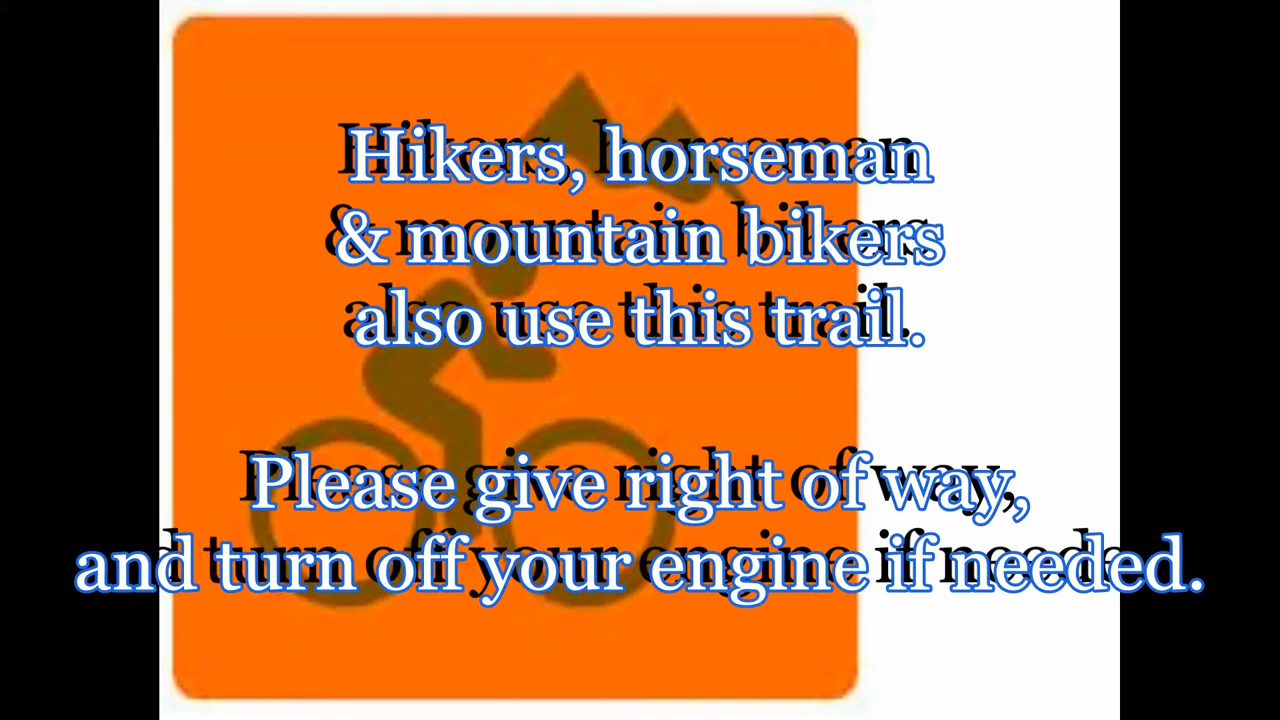 Hikers, horseman
& mountain bikers
also use this trail.
Please give right of way,
and turn off your engine if needed.